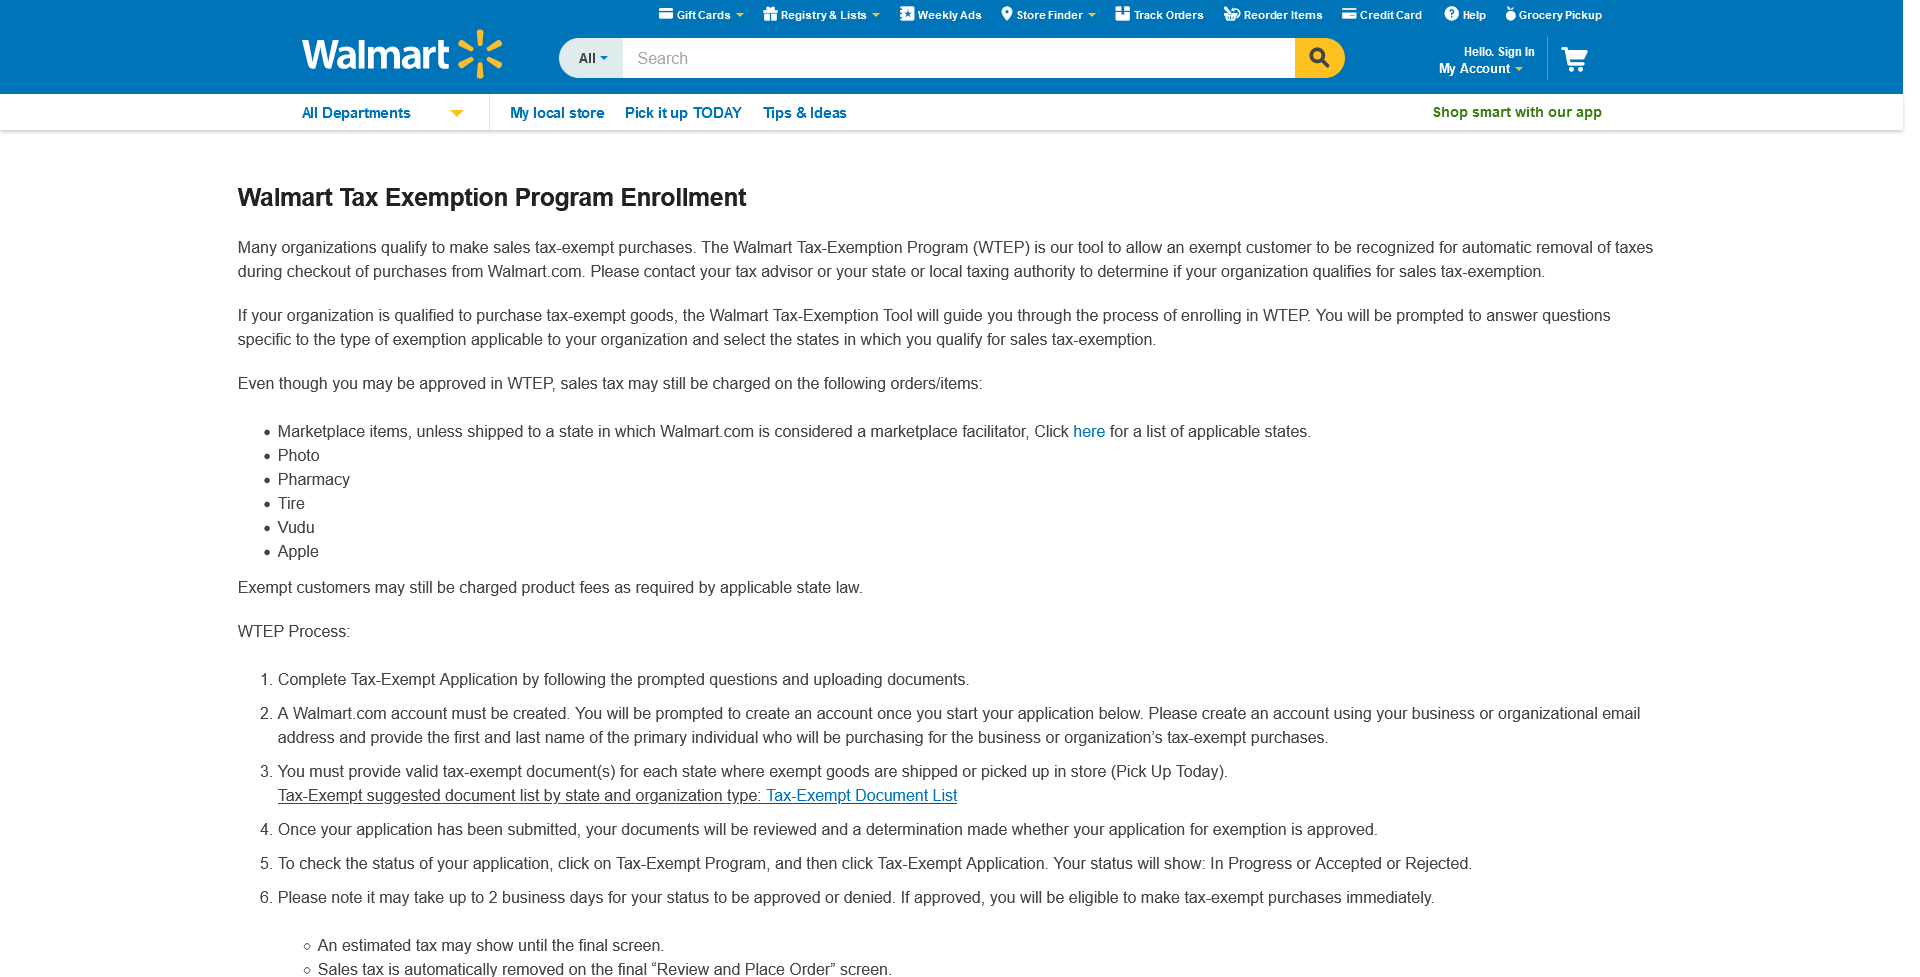 Gift Cards Registry & Lists Weekly Ads Store Finder Track Orders Reorder Items Credit Card Help Grocery Pickup
Walmart All Search Hello. Sign In
My Account
All Departments My local store Pick it up TODAY Tips & Ideas Shop smart with our app
Walmart Tax Exemption Program Enrollment
Many organizations qualify to make sales tax-exempt purchases. The Walmart Tax-Exemption Program (WTEP) is our tool to allow an exempt customer to be recognized for automatic removal of taxes
during checkout of purchases from Walmart.com. Please contact your tax advisor or your state or local taxing authority to determine if your organization qualifies for sales tax-exemption.
If your organization is qualified to purchase tax-exempt goods, the Walmart Tax-Exemption Tool will guide you through the process of enrolling in WTEP. You will be prompted to answer questions
specific to the type of exemption applicable to your organization and select the states in which you qualify for sales tax-exemption.
Even though you may be approved in WTEP, sales tax may still be charged on the following orders/items:
• Marketplace items, unless shipped to a state in which Walmart.com is considered a marketplace facilitator, Click here for a list of applicable states.
• Photo
• Pharmacy
• Tire
• Vudu
• Apple
Exempt customers may still be charged product fees as required by applicable state law.
WTEP Process:
1. Complete Tax-Exempt Application by following the prompted questions and uploading documents.
2. A Walmart.com account must be created. You will be prompted to create an account once you start your application below. Please create an account using your business or organizational email
address and provide the first and last name of the primary individual who will be purchasing for the business or organization’s tax-exempt purchases.
3. You must provide valid tax-exempt document(s) for each state where exempt goods are shipped or picked up in store (Pick Up Today).
Tax-Exempt suggested document list by state and organization type: Tax-Exempt Document List
4. Once your application has been submitted, your documents will be reviewed and a determination made whether your application for exemption is approved.
5. To check the status of your application, click on Tax-Exempt Program, and then click Tax-Exempt Application. Your status will show: In Progress or Accepted or Rejected.
6. Please note it may take up to 2 business days for your status to be approved or denied. If approved, you will be eligible to make tax-exempt purchases immediately.
○ An estimated tax may show until the final screen.
○ Sales tax is automatically removed on the final “Review and Place Order” screen.